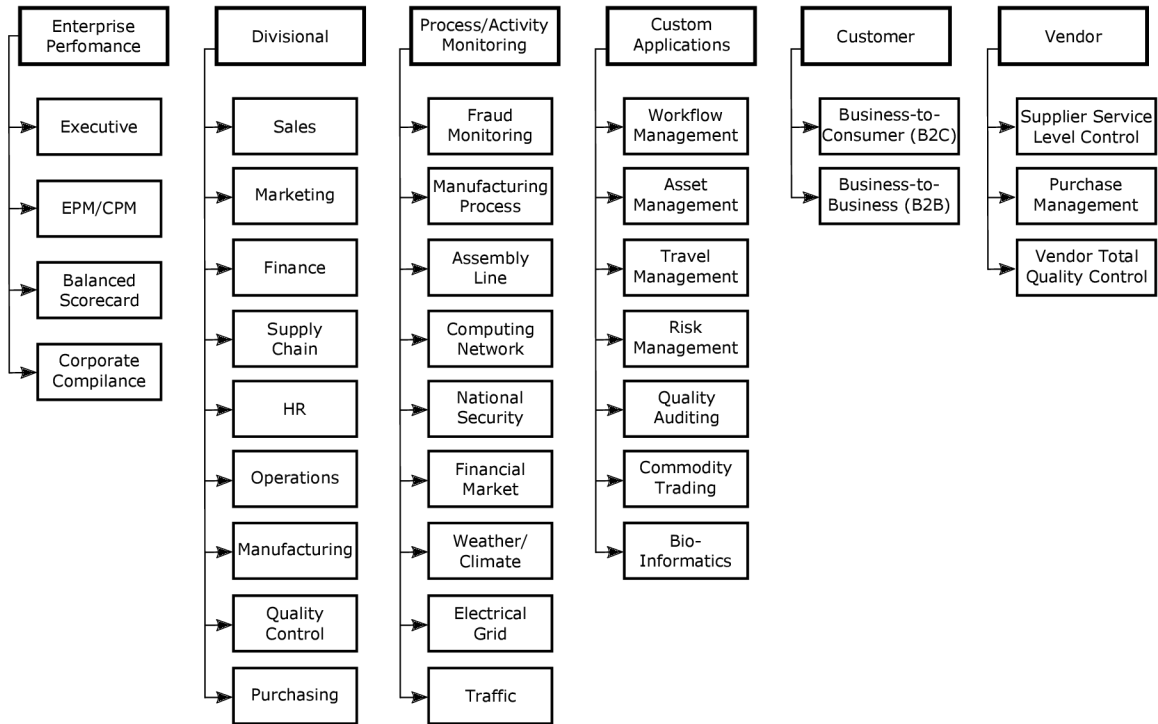 Enterprise
Perfomance
Executive
EPM/CPM
Balanced
Scorecard
Corporate
Compilance
Divisional
Sales
Marketing
Finance
Supply
Chain
HR
Operations
Manufacturing
Quality
Control
Purchasing
Process/Activity
Monitoring
Fraud
Monitoring
Manufacturing
Process
Assembly
Line
Computing
Network
National
Security
Financial
Market
Weather/
Climate
Electrical
Grid
Traffic
Custom
Applications
Workflow
Management
Asset
Management
Travel
Management
Risk
Management
Quality
Auditing
Commodity
Trading
Bio-
Informatics
Customer
Business-to-
Consumer (B2C)
Business-to-
Business (B2B)
Vendor
Supplier Service
Level Control
Purchase
Management
Vendor Total
Quality Control